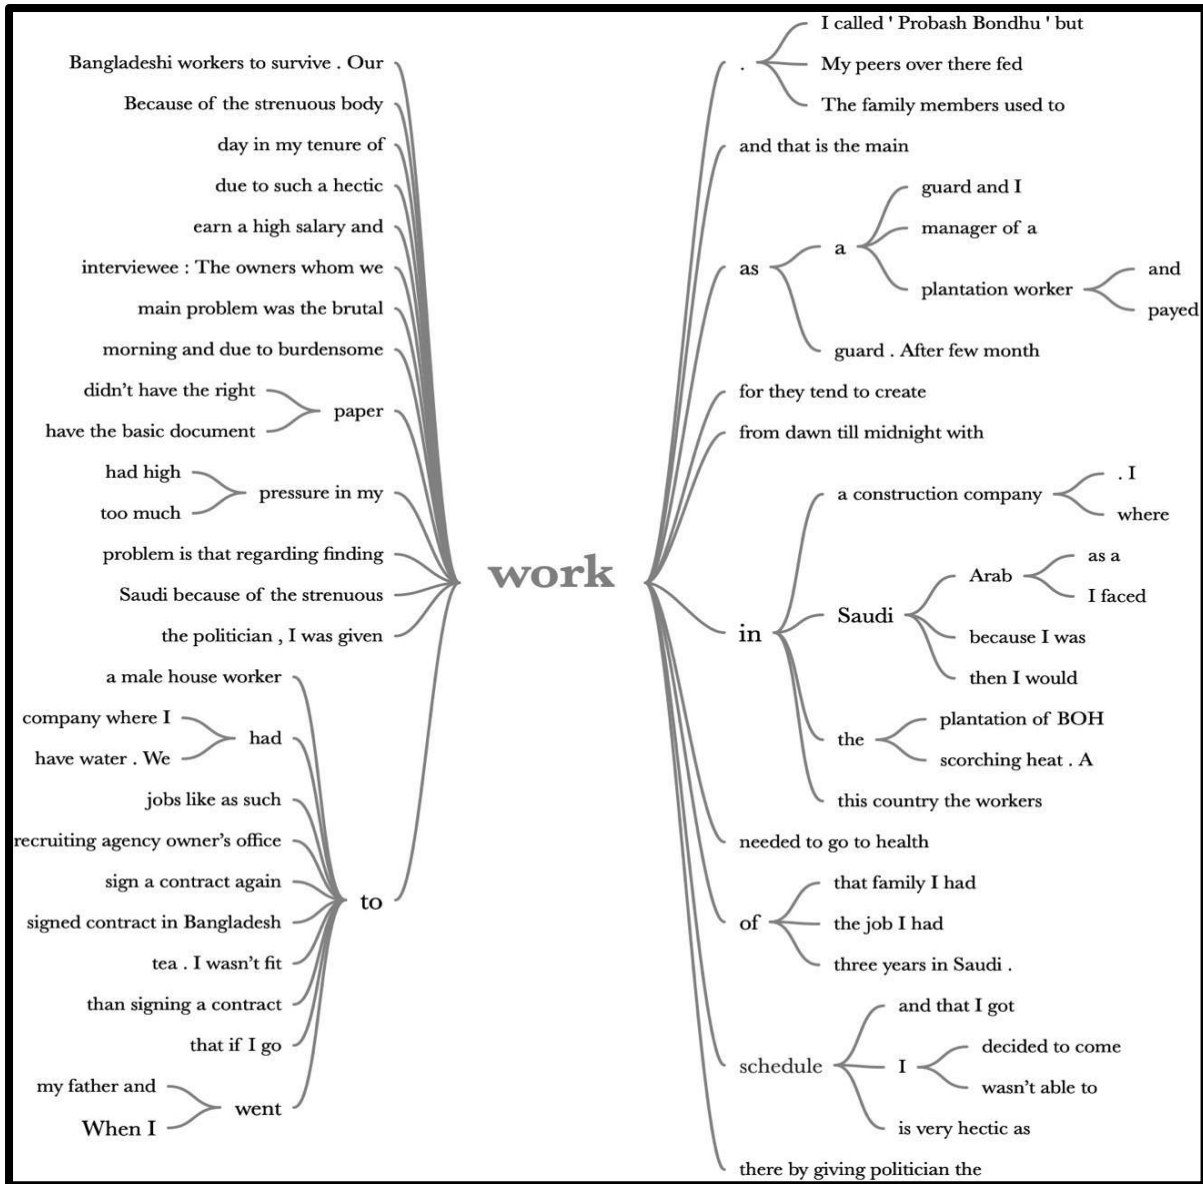 Bangladeshi workers to survive . Our
Because of the strenuous body
day in my tenure of
due to such a hectic
earn a high salary and
interviewee : The owners whom we
main problem was the brutal
morning and due to burdensome
didn’t have the right
have the basic document
paper
had high
too much
pressure in my
problem is that regarding finding
Saudi because of the strenuous
the politician , I was given
a male house worker
company where I
have water . We
had
jobs like as such
recruiting agency owner’s office
sign a contract again
signed contract in Bangladesh
tea . I wasn’t fit
than signing a contract
that if I go
my father and
When I
went
to
work
.
I called ' Probash Bondhu ' but
My peers over there fed
The family members used to
and that is the main
as
a
guard and I
manager of a
plantation worker
and
payed
guard . After few month
for they tend to create
from dawn till midnight with
in
a construction company
. I
where
Saudi
Arab
as a
I faced
because I was
then I would
the
plantation of BOH
scorching heat . A
this country the workers
needed to go to health
of
that family I had
the job I had
three years in Saudi .
schedule
and that I got
I
decided to come
wasn’t able to
is very hectic as
there by giving politician the